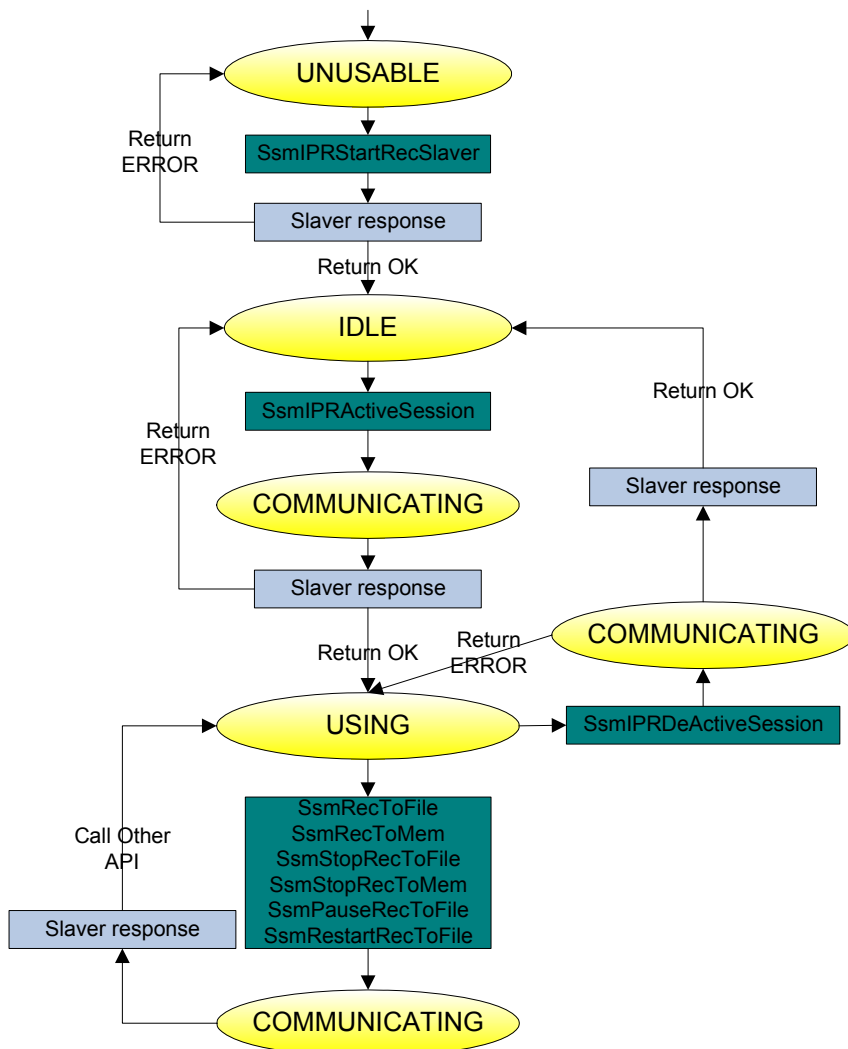 UNUSABLE
Return
ERROR
SsmIPRStartRecSlaver
Slaver response
Return OK
IDLE
Return
ERROR
SsmIPRActiveSession
Return OK
COMMUNICATING
Slaver response
Slaver response
Return OK
Return
ERROR
COMMUNICATING
USING
SsmIPRDeActiveSession
Call Other
API
SsmRecToFile
SsmRecToMem
SsmStopRecToFile
SsmStopRecToMem
SsmPauseRecToFile
SsmRestartRecToFile
Slaver response
COMMUNICATING